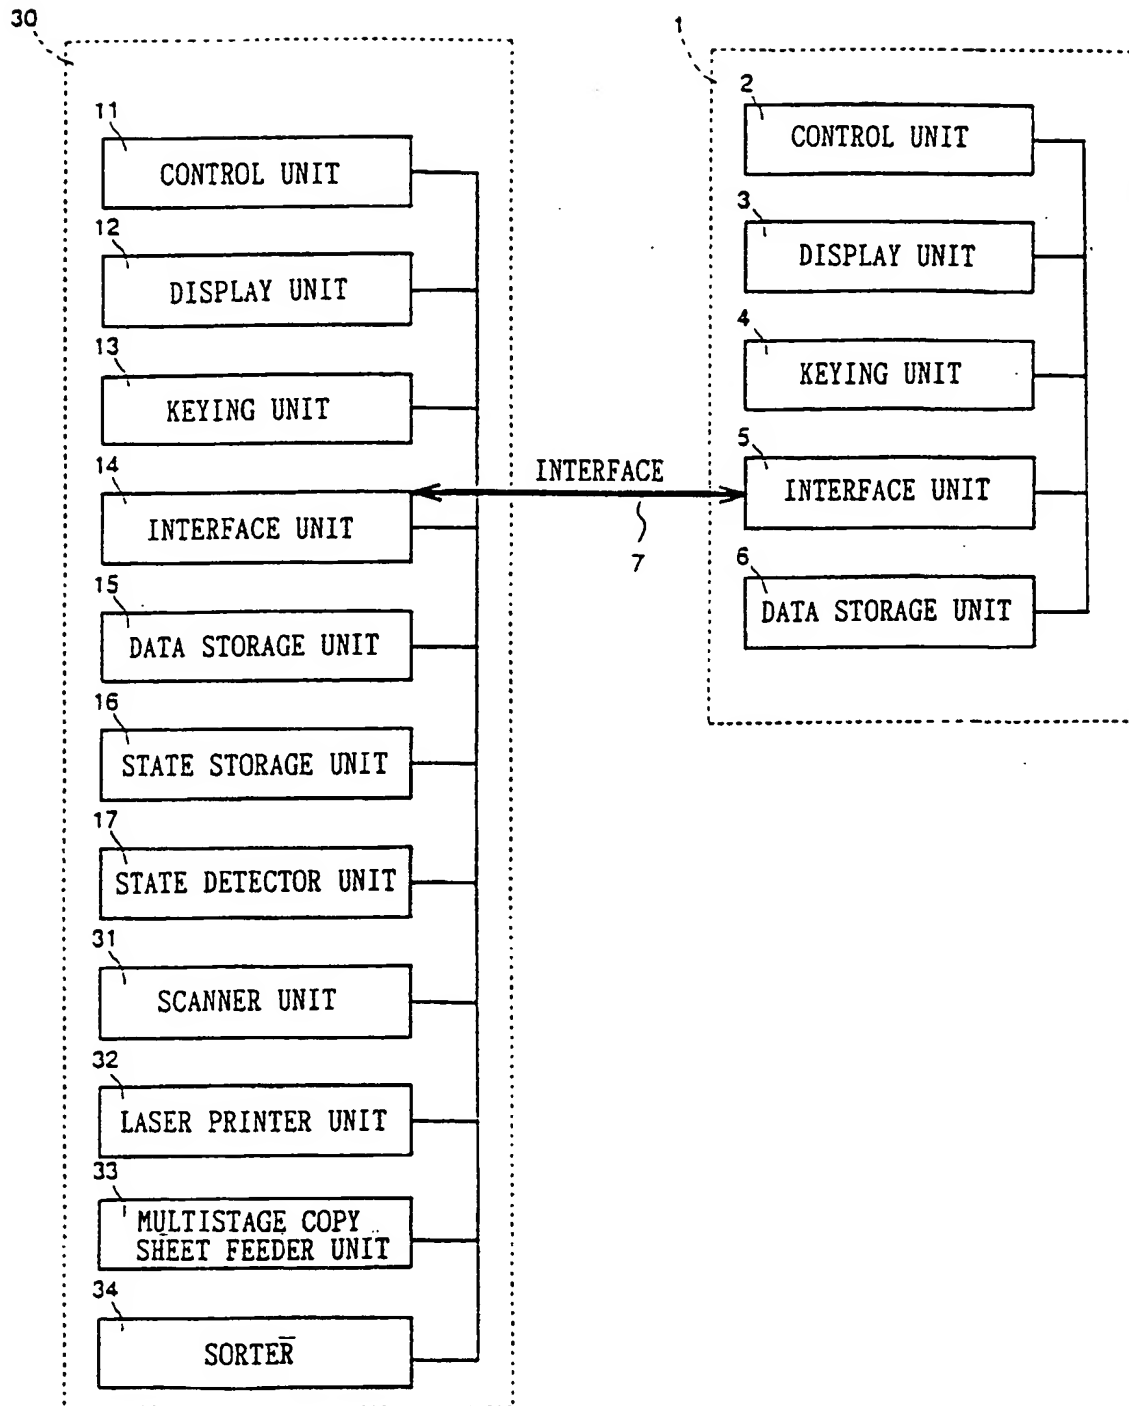 30
11
CONTROL UNIT
12
DISPLAY UNIT
13
KEYING UNIT
14
INTERFACE UNIT
15
DATA STORAGE UNIT
16
STATE STORAGE UNIT
17
STATE DETECTOR UNIT
31
SCANNER UNIT
32
LASER PRINTER UNIT
33
MULTISTAGE COPY
SHEET FEEDER UNIT
34
SORTER
INTERFACE
7
1
2
CONTROL UNIT
3
DISPLAY UNIT
4
KEYING UNIT
5
INTERFACE UNIT
6
DATA STORAGE UNIT